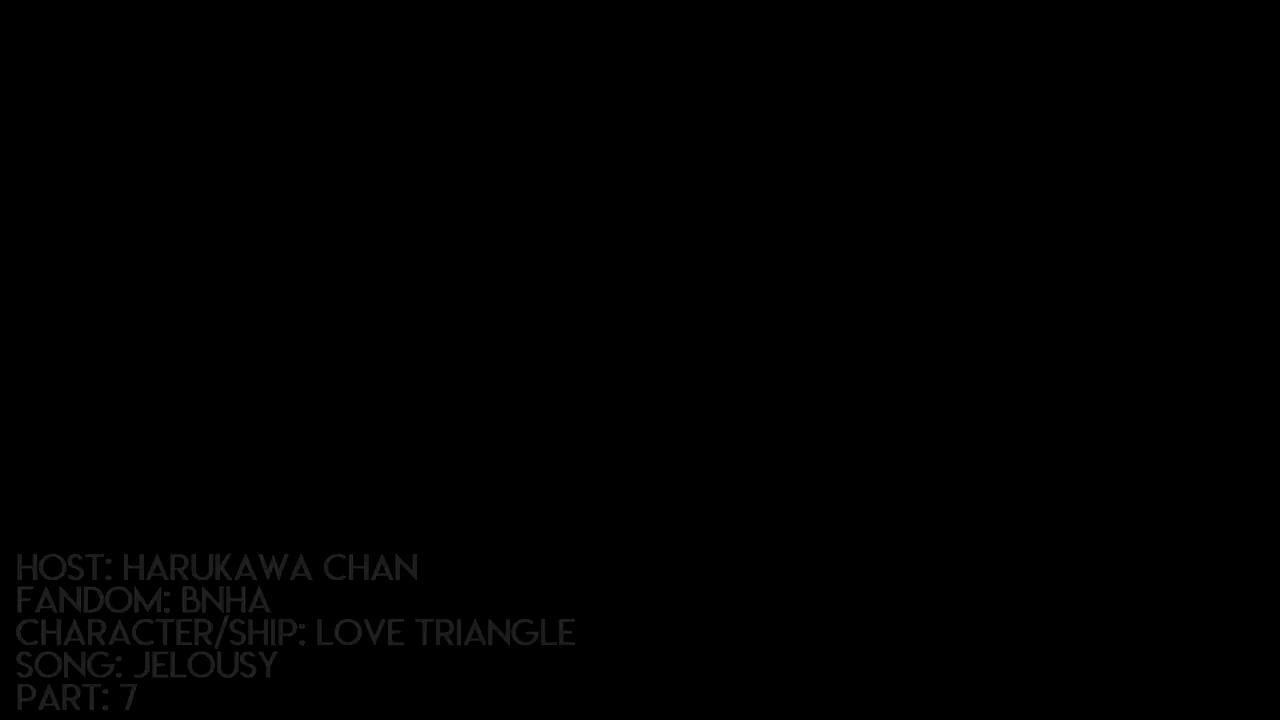 HOST: HARUKAWA CHAN
FANDOM: BNHA
CHARACTER/SHIP: LOVE TRIANGLE
SONG: JELOUSY
PART: 7